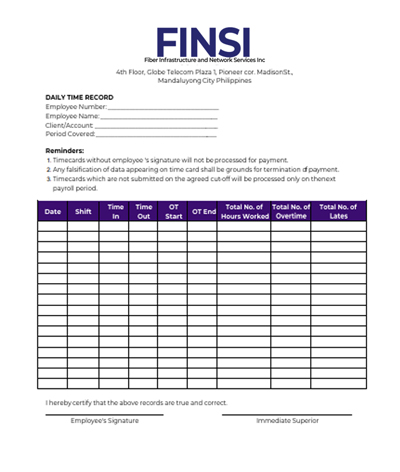 FINSI
Fiber Infrastructure and Network Services Inc
4th Floor, Globe Telecom Plaza 1, Pioneer cor. MadisonSt.,
Mandaluyong City Philippines
DAILY TIME RECORD
Employee Number:
Employee Name:
Client/Account:
Period Covered:
Reminders:
1. Timecards without employee 's signature will not be processed for payment.
2. Any falsification of data appearing on time card shall be grounds for termination of payment.
3. Timecards which are not submitted on the agreed cut-off will be processed only on thenext
payroll period.
Date Shift Time In Time Out OT Start OT End Total No. of Hours Worked Total No. of Overtime Total No. of Lates
I hereby certify that the above records are true and correct.
Employee's Signature Immediate Superior